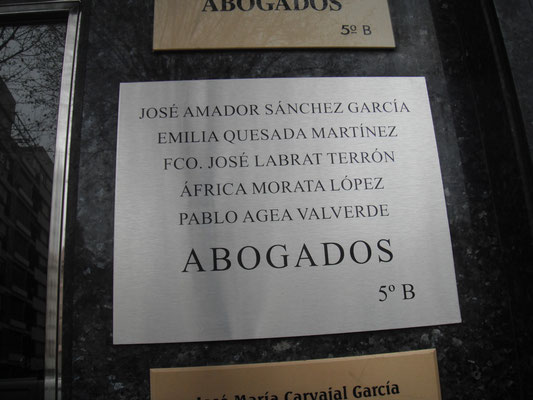 ABOGADOS
5º B
JOSÉ AMADOR SÁNCHEZ GARCÍA
EMILIA QUESADA MARTÍNEZ
FCO. JOSÉ LABRAT TERRÓN
ÁFRICA MORATA LÓPEZ
PABLO AGEA VALVERDE
ABOGADOS
5º B
José María Carvajal García